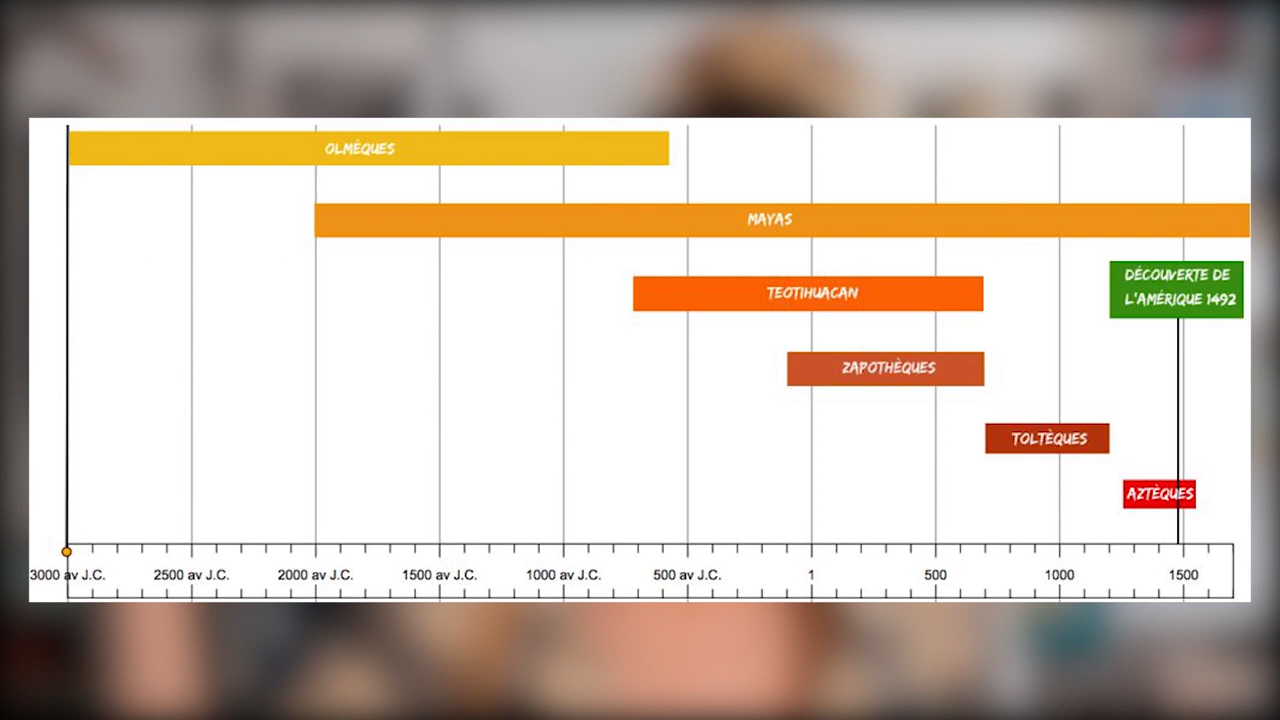 OLMÈQUES
MAYAS
TEOTIHUACAN
DÉCOUVERTE DE
L'AMÉRIQUE 1492
ZAPOTHÈQUES
TOLTÈQUES
AZTÈQUES
3000 av J.C. 2500 av J.C. 2000 av J.C. 1500 av J.C. 1000 av J.C. 500 av J.C. 1 500 1000 1500